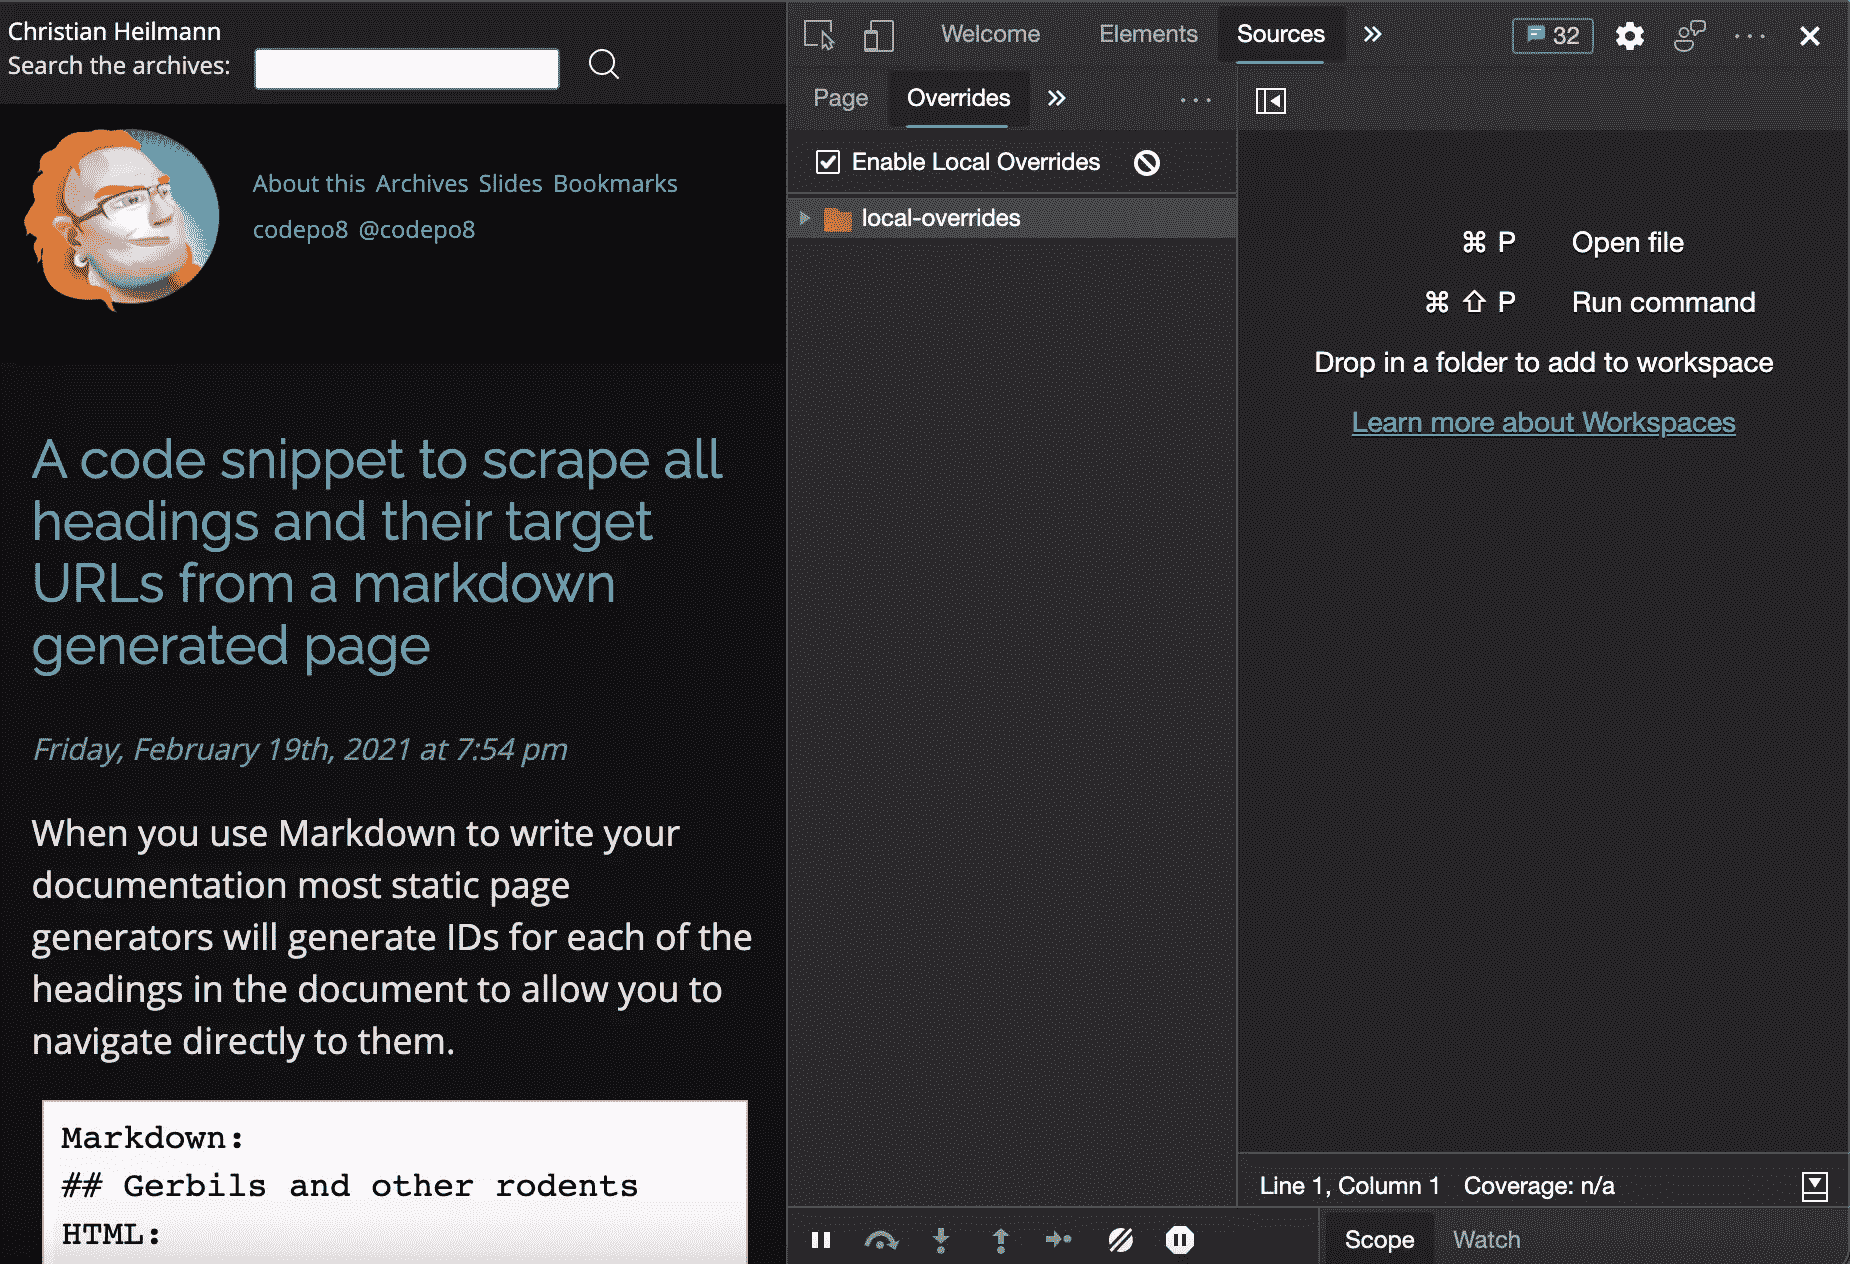 Christian Heilmann
Search the archives:
About this Archives Slides Bookmarks
codepo8 @codepo8
A code snippet to scrape all
headings and their target
URLs from a markdown
generated page
Friday, February 19th, 2021 at 7:54 pm
When you use Markdown to write your
documentation most static page
generators will generate IDs for each of the
headings in the document to allow you to
navigate directly to them.
Markdown:
## Gerbils and other rodents
HTML:
Welcome Elements Sources 32
Page Overrides
Enable Local Overrides
local-overrides
⌘ P Open file
⌘ ⇧ P Run command
Drop in a folder to add to workspace
Learn more about Workspaces
Line 1, Column 1 Coverage: n/a
Scope Watch